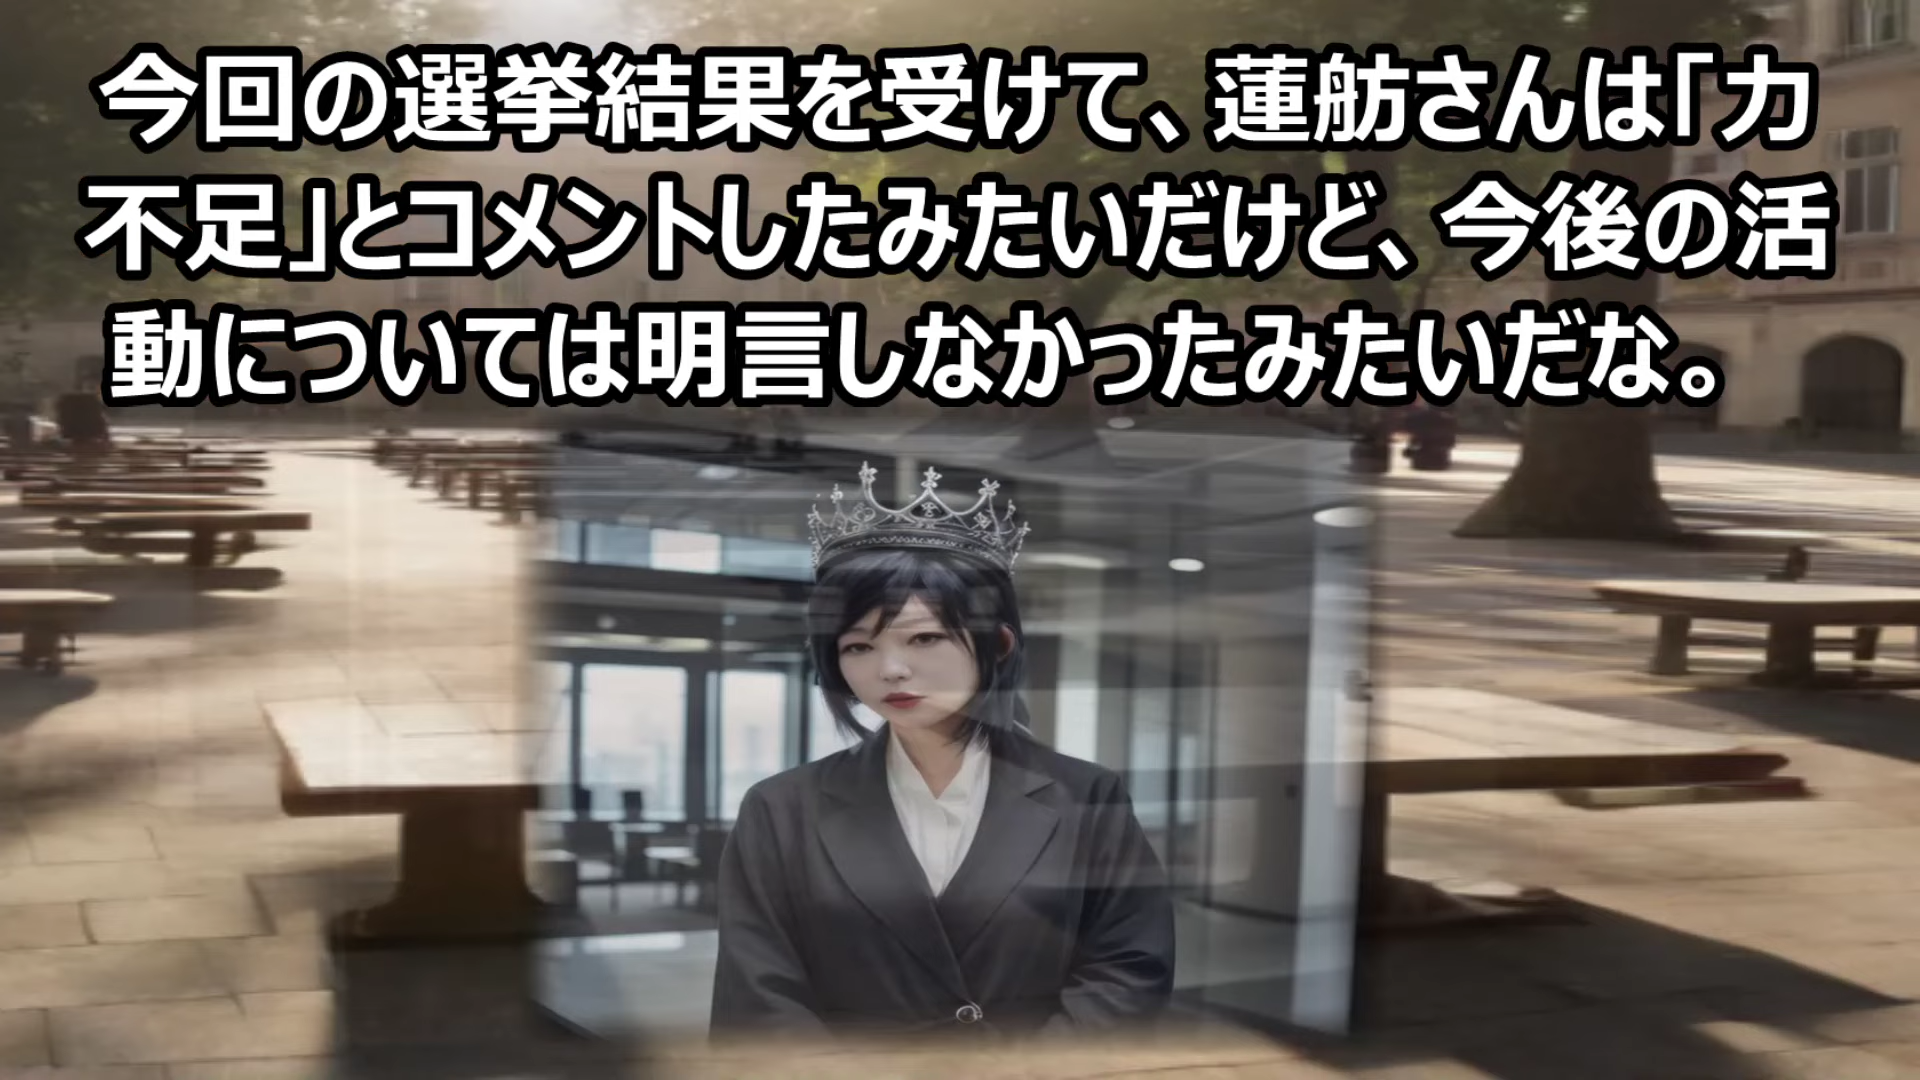 今回の選挙結果を受けて、蓮舫さんは「力
不足」とコメントしたみたいだけど、今後の活
動については明言しなかったみたいだな。